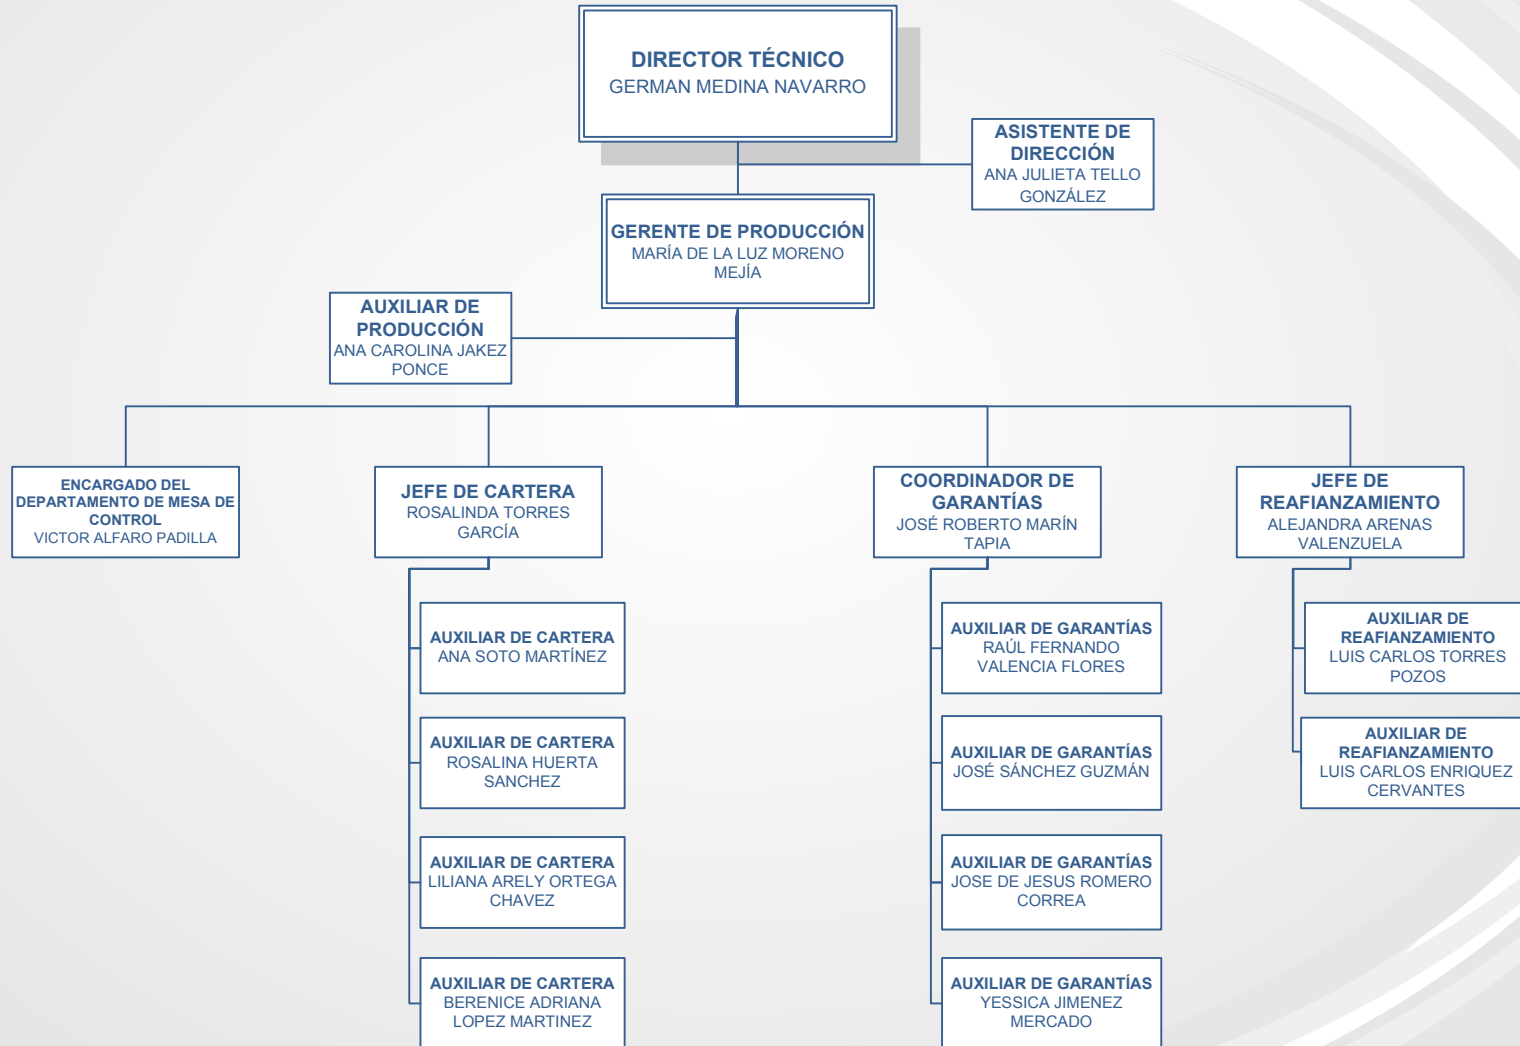 DIRECTOR TÉCNICO
GERMAN MEDINA NAVARRO
ASISTENTE DE
DIRECCIÓN
ANA JULIETA TELLO
GONZÁLEZ
GERENTE DE PRODUCCIÓN
MARÍA DE LA LUZ MORENO
MEJÍA
AUXILIAR DE
PRODUCCIÓN
ANA CAROLINA JAKEZ
PONCE
ENCARGADO DEL
DEPARTAMENTO DE MESA DE
CONTROL
VICTOR ALFARO PADILLA
JEFE DE CARTERA
ROSALINDA TORRES
GARCÍA
COORDINADOR DE
GARANTÍAS
JOSÉ ROBERTO MARÍN
TAPIA
JEFE DE
REAFIANZAMIENTO
ALEJANDRA ARENAS
VALENZUELA
AUXILIAR DE CARTERA
ANA SOTO MARTÍNEZ
AUXILIAR DE GARANTÍAS
RAÚL FERNANDO
VALENCIA FLORES
AUXILIAR DE
REAFIANZAMIENTO
LUIS CARLOS TORRES
POZOS
AUXILIAR DE CARTERA
ROSALINA HUERTA
SANCHEZ
AUXILIAR DE GARANTÍAS
JOSÉ SÁNCHEZ GUZMÁN
AUXILIAR DE
REAFIANZAMIENTO
LUIS CARLOS ENRIQUEZ
CERVANTES
AUXILIAR DE CARTERA
LILIANA ARELY ORTEGA
CHAVEZ
AUXILIAR DE GARANTÍAS
JOSE DE JESUS ROMERO
CORREA
AUXILIAR DE CARTERA
BERENICE ADRIANA
LOPEZ MARTINEZ
AUXILIAR DE GARANTÍAS
YESSICA JIMENEZ
MERCADO